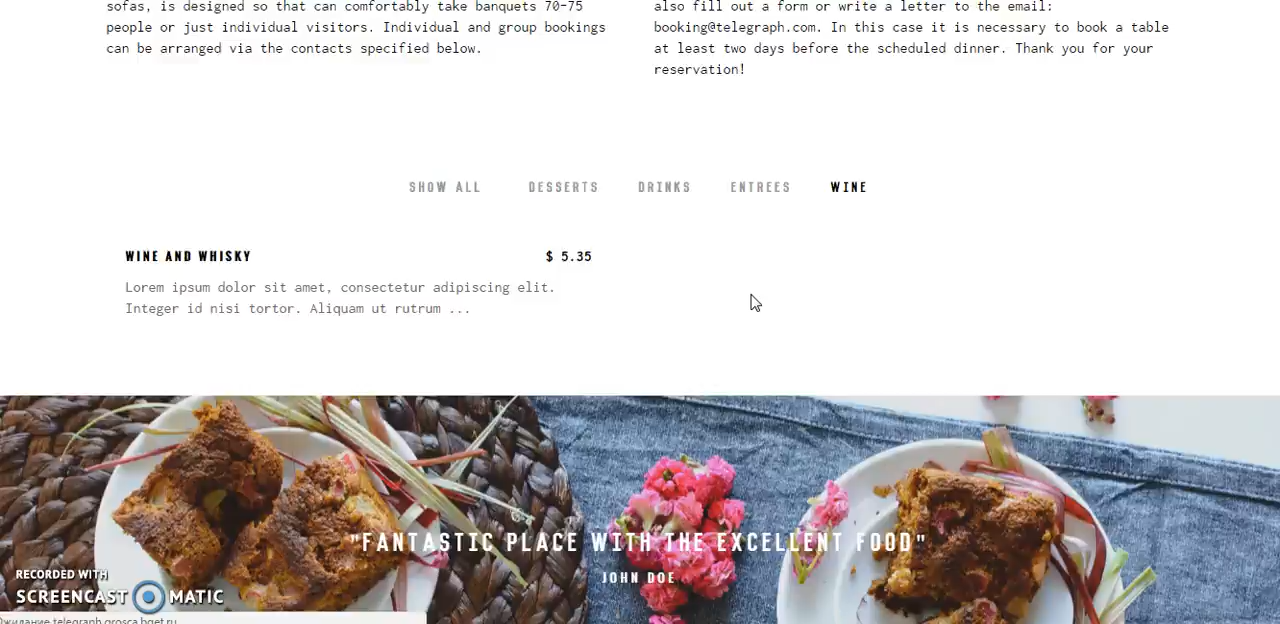 sofas, is designed so that can comfortably take banquets 70-75
people or just individual visitors. Individual and group bookings
can be arranged via the contacts specified below.
also fill out a form or write a letter to the email:
booking@telegraph.com. In this case it is necessary to book a table
at least two days before the scheduled dinner. Thank you for your
reservation!
SHOW ALL DESSERTS DRINKS ENTREES WINE
WINE AND WHISKY $ 5.35
Lorem ipsum dolor sit amet, consectetur adipiscing elit.
Integer id nisi tortor. Aliquam ut rutrum ...
"FANTASTIC PLACE WITH THE EXCELLENT FOOD"
JOHN DOE
RECORDED WITH
SCREENCAST MATIC